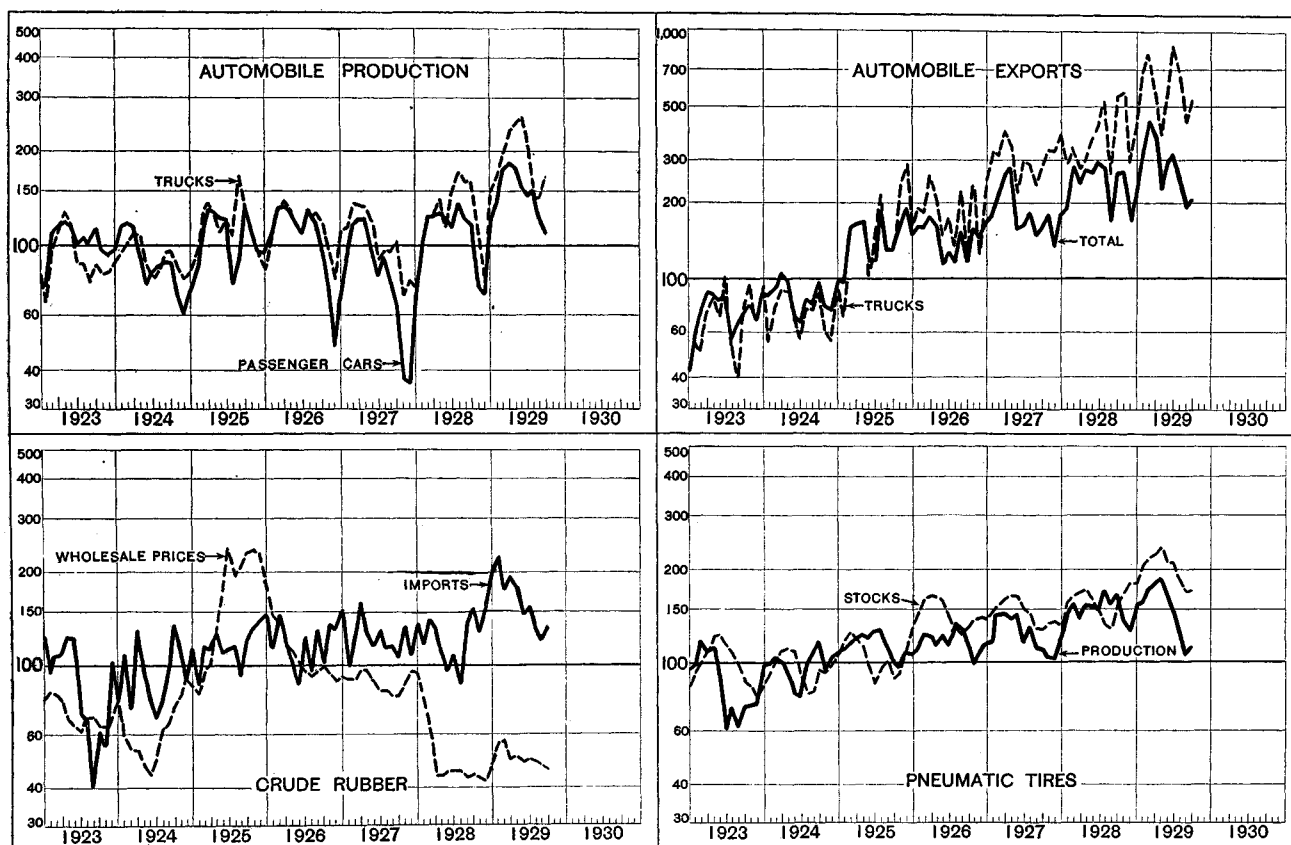 500
400
300
200
150
100
60
40
30
AUTOMOBILE PRODUCTION
TRUCKS
PASSENGER CARS
1923 1924 1925 1926 1927 1928 1929 1930
1,000
700
500
400
300
200
100
60
40
30
AUTOMOBILE EXPORTS
TOTAL
TRUCKS
1923 1924 1925 1926 1927 1928 1929 1930
500
400
300
200
150
100
60
40
30
WHOLESALE PRICES
IMPORTS
CRUDE RUBBER
1923 1924 1925 1926 1927 1928 1929 1930
500
400
300
200
150
100
60
40
30
STOCKS
PRODUCTION
PNEUMATIC TIRES
1923 1924 1925 1926 1927 1928 1929 1930